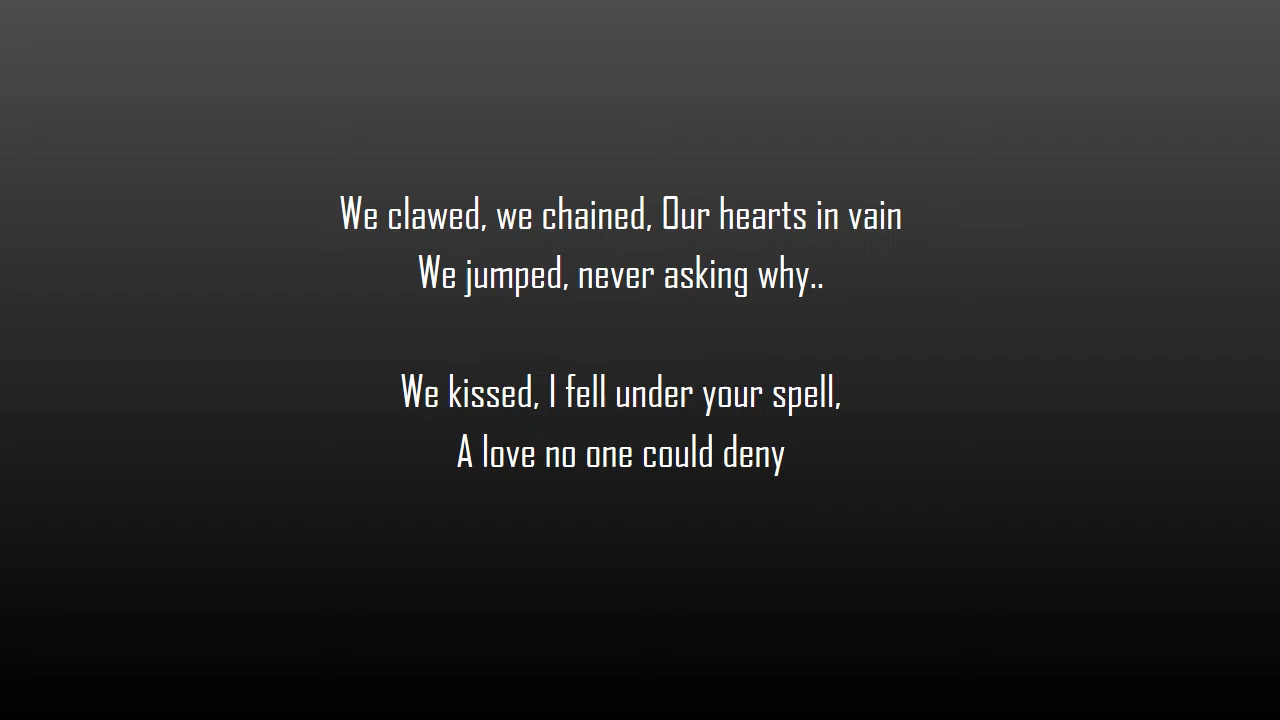 We clawed, we chained, Our hearts in vain
We jumped, never asking why..
We kissed, I fell under your spell,
A love no one could deny